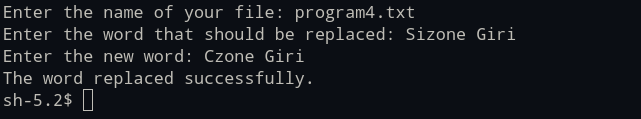 Enter the name of your file: program4.txt
Enter the word that should be replaced: Sizone Giri
Enter the new word: Czone Giri
The word replaced successfully.
sh-5.2$